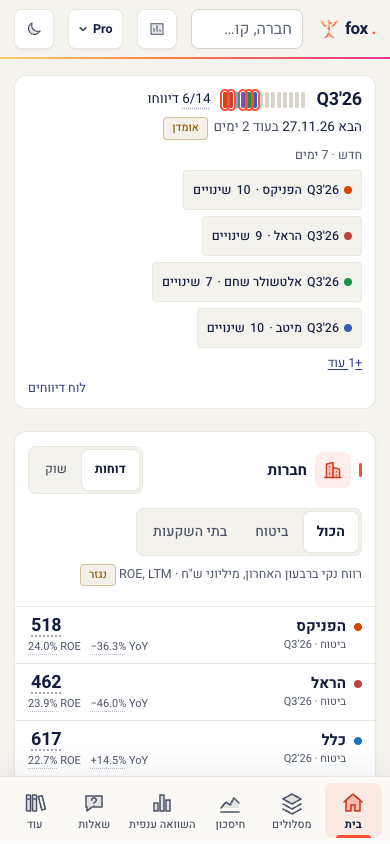 fox.
חברה, קו...
Pro
Q3'26
6/14 דיווחו
הבא 27.11.26 בעוד 2 ימים אומדן
חדש · 7 ימים
Q3'26 הפניקס · 10 שינויים
Q3'26 הראל · 9 שינויים
Q3'26 אלטשולר שחם · 7 שינויים
Q3'26 מיטב · 10 שינויים
+1 עוד
לוח דיווחים
חברות
דוחות
שוק
הכול
ביטוח
בתי השקעות
רווח נקי ברבעון האחרון, מיליוני ש"ח · ROE, LTM נגזר
הפניקס
518
ביטוח · Q3'26
24.0% ROE −36.3% YoY
הראל
462
ביטוח · Q3'26
23.9% ROE −46.0% YoY
כלל
617
ביטוח · Q2'26
22.7% ROE +14.5% YoY
בית
מסלולים
חיסכון
השוואה ענפית
שאלות
עוד